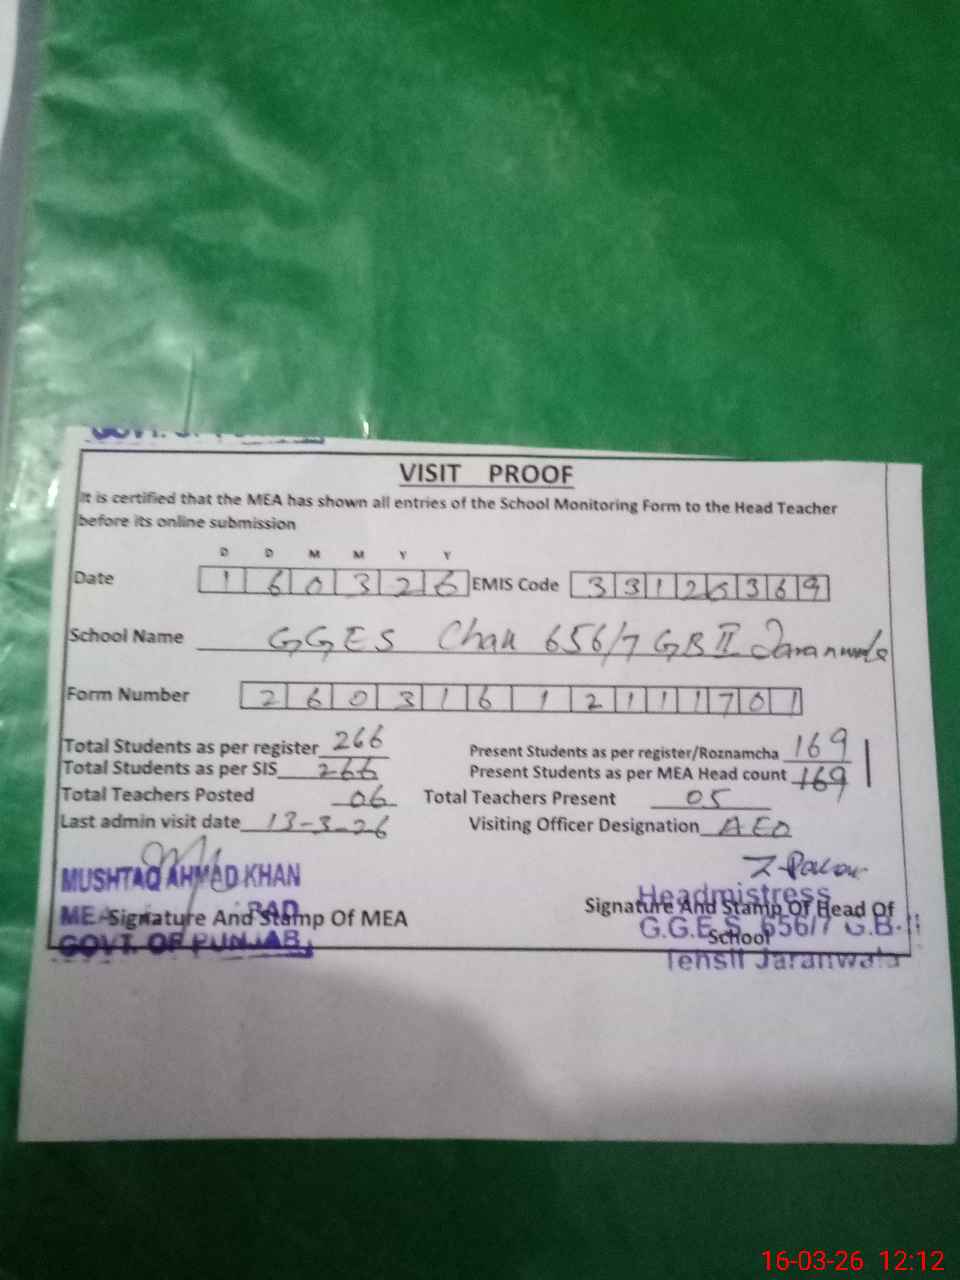 GOVT. OF PUNJAB
VISIT PROOF
It is certified that the MEA has shown all entries of the School Monitoring Form to the Head Teacher
before its online submission
D D M M Y Y
Date 1 6 0 3 2 6 EMIS Code 3 3 1 2 6 3 6 9
School Name GGES Chak 656/7 GB II Jaranwala
Form Number 2 6 0 3 1 6 1 2 1 1 1 7 0 1
Total Students as per register 266 Present Students as per register/Roznamcha 169
Total Students as per SIS 266 Present Students as per MEA Head count 169
Total Teachers Posted 06 Total Teachers Present 05
Last admin visit date 13-3-26 Visiting Officer Designation AEO
MUSHTAQ AHMAD KHAN
MEA
Signature And Stamp Of MEA
GOVT. OF PUNJAB
Headmistress
Signature And Stamp Of Head Of
School
G.G.E.S. 656/7 G.B-II
Tehsil Jaranwala
16-03-26 12:12